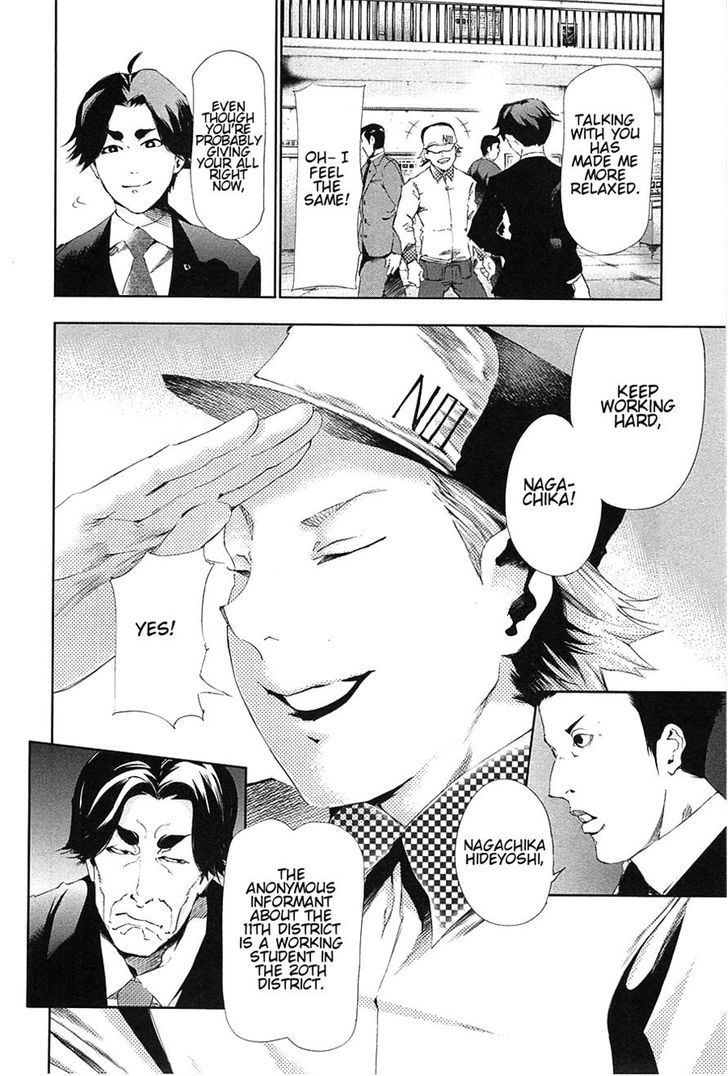 TALKING
WITH YOU
HAS
MADE ME
MORE
RELAXED.
OH- I
FEEL
THE
SAME!
EVEN
THOUGH
YOU'RE
PROBABLY
GIVING
YOUR ALL
RIGHT
NOW,
KEEP
WORKING
HARD,
NAGA-
CHIKA!
YES!
NAGACHIKA
HIDEYOSHI,
THE
ANONYMOUS
INFORMANT
ABOUT THE
11TH DISTRICT
IS A WORKING
STUDENT IN
THE 20TH
DISTRICT.